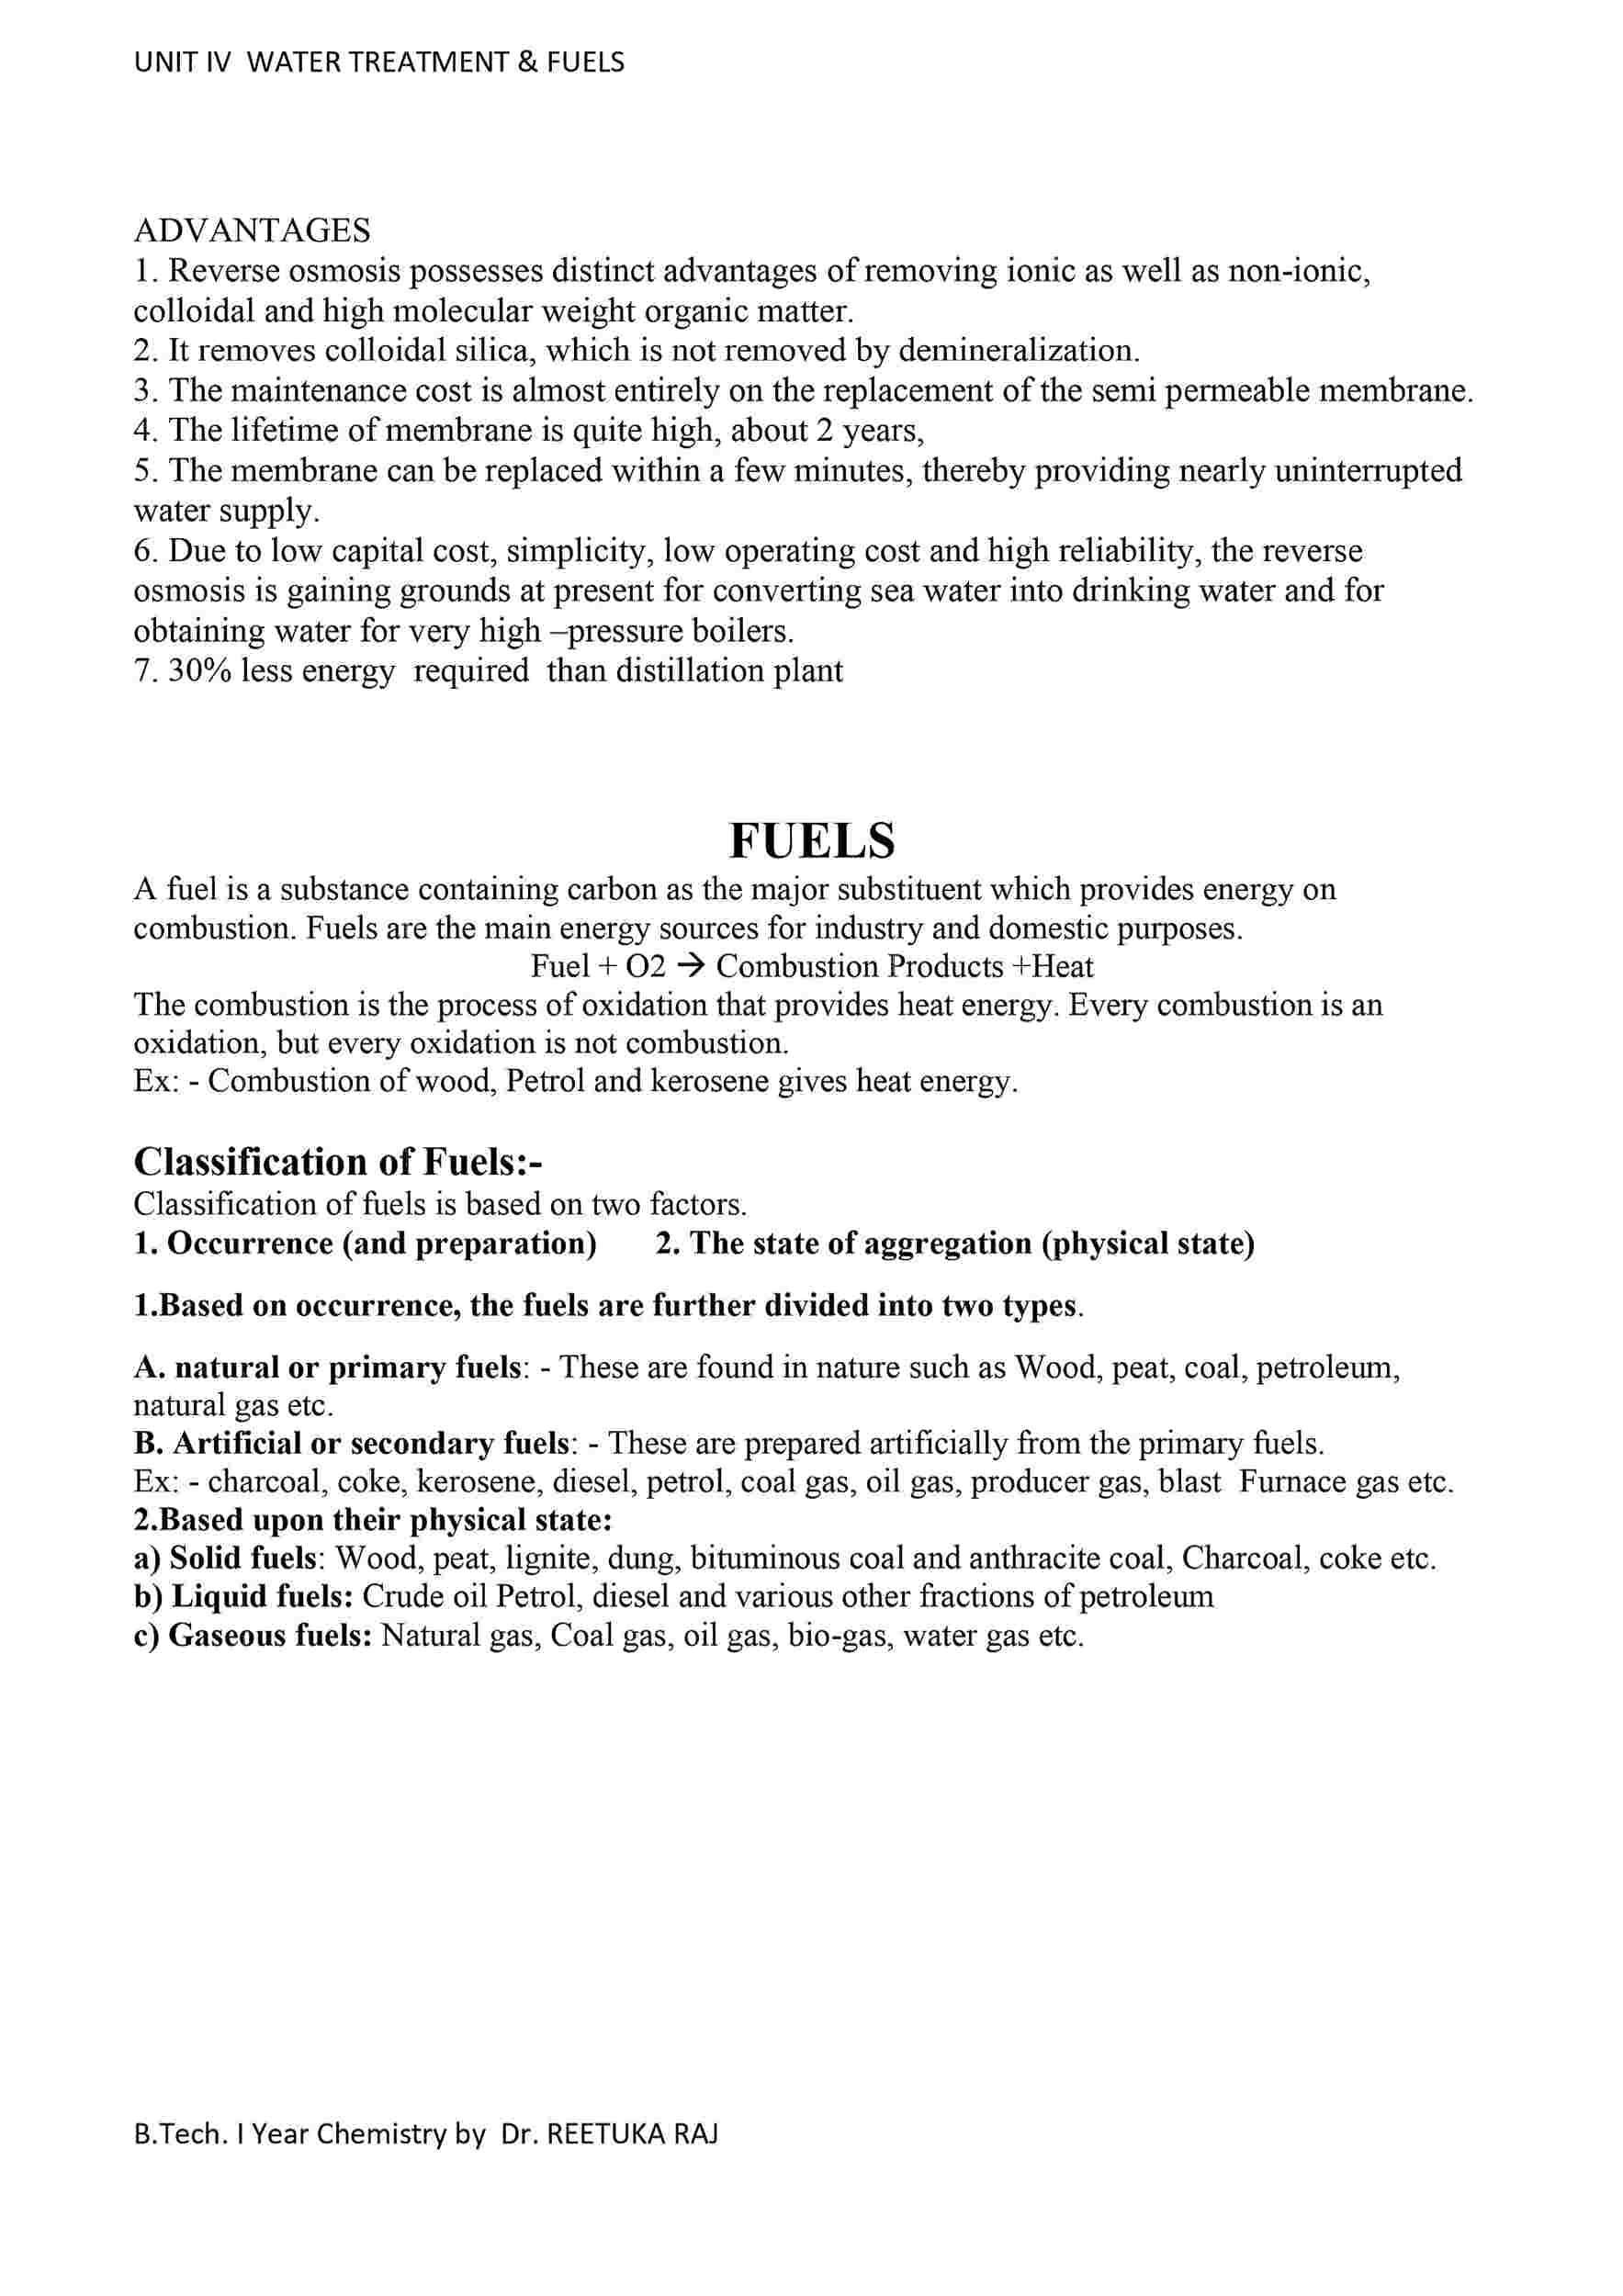 UNIT IV  WATER TREATMENT & FUELS
ADVANTAGES
1. Reverse osmosis possesses distinct advantages of removing ionic as well as non-ionic,
colloidal and high molecular weight organic matter.
2. It removes colloidal silica, which is not removed by demineralization.
3. The maintenance cost is almost entirely on the replacement of the semi permeable membrane.
4. The lifetime of membrane is quite high, about 2 years,
5. The membrane can be replaced within a few minutes, thereby providing nearly uninterrupted
water supply.
6. Due to low capital cost, simplicity, low operating cost and high reliability, the reverse
osmosis is gaining grounds at present for converting sea water into drinking water and for
obtaining water for very high –pressure boilers.
7. 30% less energy  required  than distillation plant
FUELS
A fuel is a substance containing carbon as the major substituent which provides energy on
combustion. Fuels are the main energy sources for industry and domestic purposes.
Fuel + O2 → Combustion Products +Heat
The combustion is the process of oxidation that provides heat energy. Every combustion is an
oxidation, but every oxidation is not combustion.
Ex: - Combustion of wood, Petrol and kerosene gives heat energy.
Classification of Fuels:-
Classification of fuels is based on two factors.
1. Occurrence (and preparation)      2. The state of aggregation (physical state)
1.Based on occurrence, the fuels are further divided into two types.
A. natural or primary fuels: - These are found in nature such as Wood, peat, coal, petroleum,
natural gas etc.
B. Artificial or secondary fuels: - These are prepared artificially from the primary fuels.
Ex: - charcoal, coke, kerosene, diesel, petrol, coal gas, oil gas, producer gas, blast  Furnace gas etc.
2.Based upon their physical state:
a) Solid fuels: Wood, peat, lignite, dung, bituminous coal and anthracite coal, Charcoal, coke etc.
b) Liquid fuels: Crude oil Petrol, diesel and various other fractions of petroleum
c) Gaseous fuels: Natural gas, Coal gas, oil gas, bio-gas, water gas etc.
B.Tech. I Year Chemistry by  Dr. REETUKA RAJ